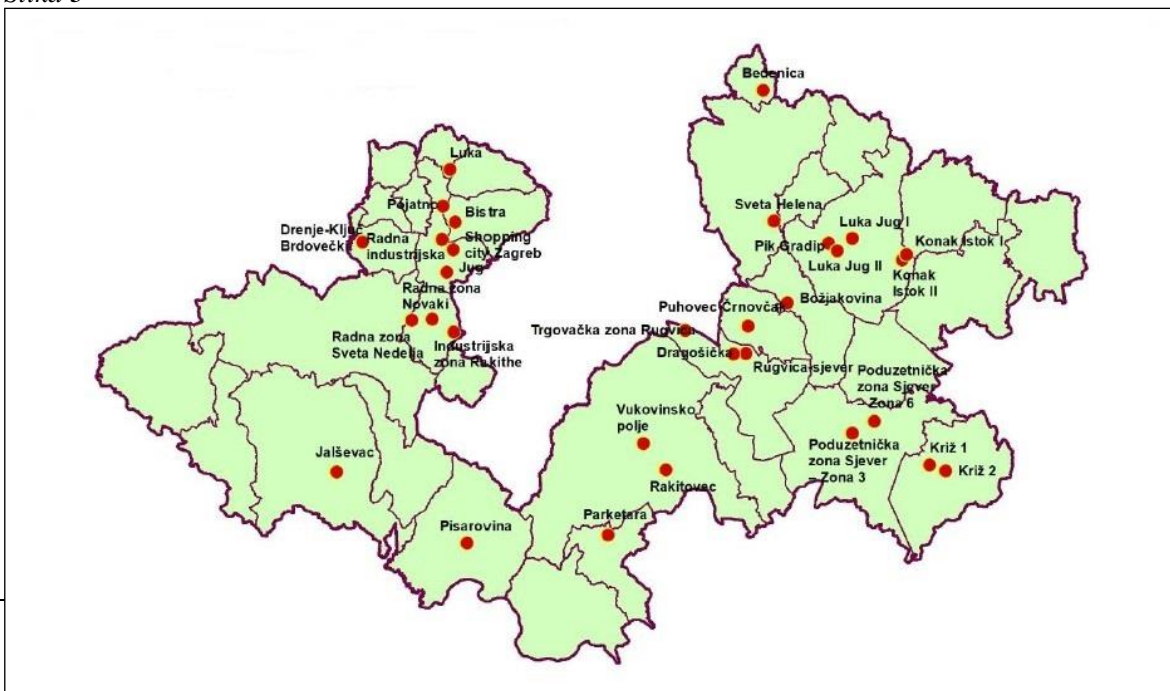 Bedenica
Luka
Pojatno
Bistra
Drenje-Ključ
Brdovečki
Radna
industrijska
Shopping
city Zagreb
Jug
Radna zona
Novaki
Radna zona
Sveta Nedelja
Industrijska
zona Rakithe
Sveta Helena
Luka Jug I
Pik Gradip
Luka Jug II
Konak Istok I
Konak
Istok II
Božjakovina
Puhovec-Črnovčak
Trgovačka zona Rugvica
Dragošička
Rugvica-sjever
Poduzetnička
zona Sjever
– Zona 6
Vukovinsko
polje
Poduzetnička
zona Sjever
– Zona 3
Križ 1
Križ 2
Jalševac
Rakitovec
Pisarovina
Parketara